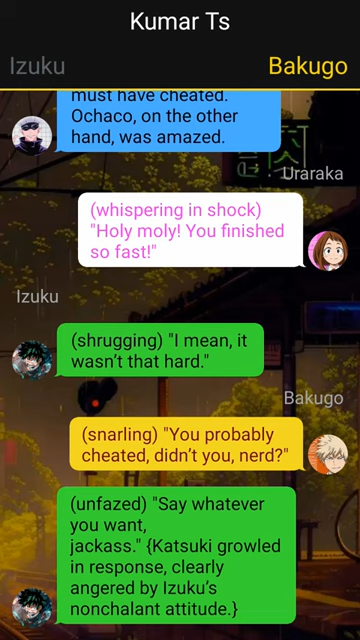 Kumar Ts
Izuku
Bakugo
must have cheated.
Ochaco, on the other
hand, was amazed.
Uraraka
(whispering in shock)
"Holy moly! You finished
so fast!"
Izuku
(shrugging) "I mean, it
wasn't that hard."
Bakugo
(snarling) "You probably
cheated, didn't you, nerd?"
(unfazed) "Say whatever
you want,
jackass." {Katsuki growled
in response, clearly
angered by Izuku's
nonchalant attitude.}